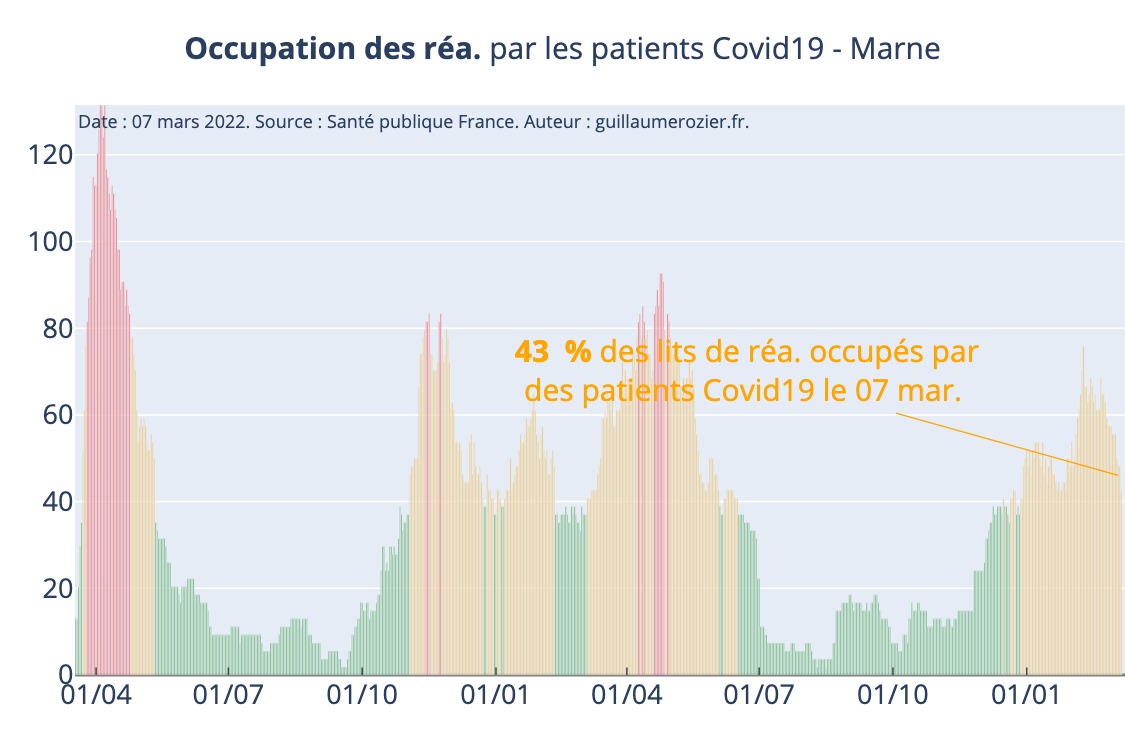 Occupation des réa. par les patients Covid19 - Marne
Date : 07 mars 2022. Source : Santé publique France. Auteur : guillaumerozier.fr.
120
100
80
43 % des lits de réa. occupés par
des patients Covid19 le 07 mar.
60
40
20
0
01/04 01/07 01/10 01/01 01/04 01/07 01/10 01/01